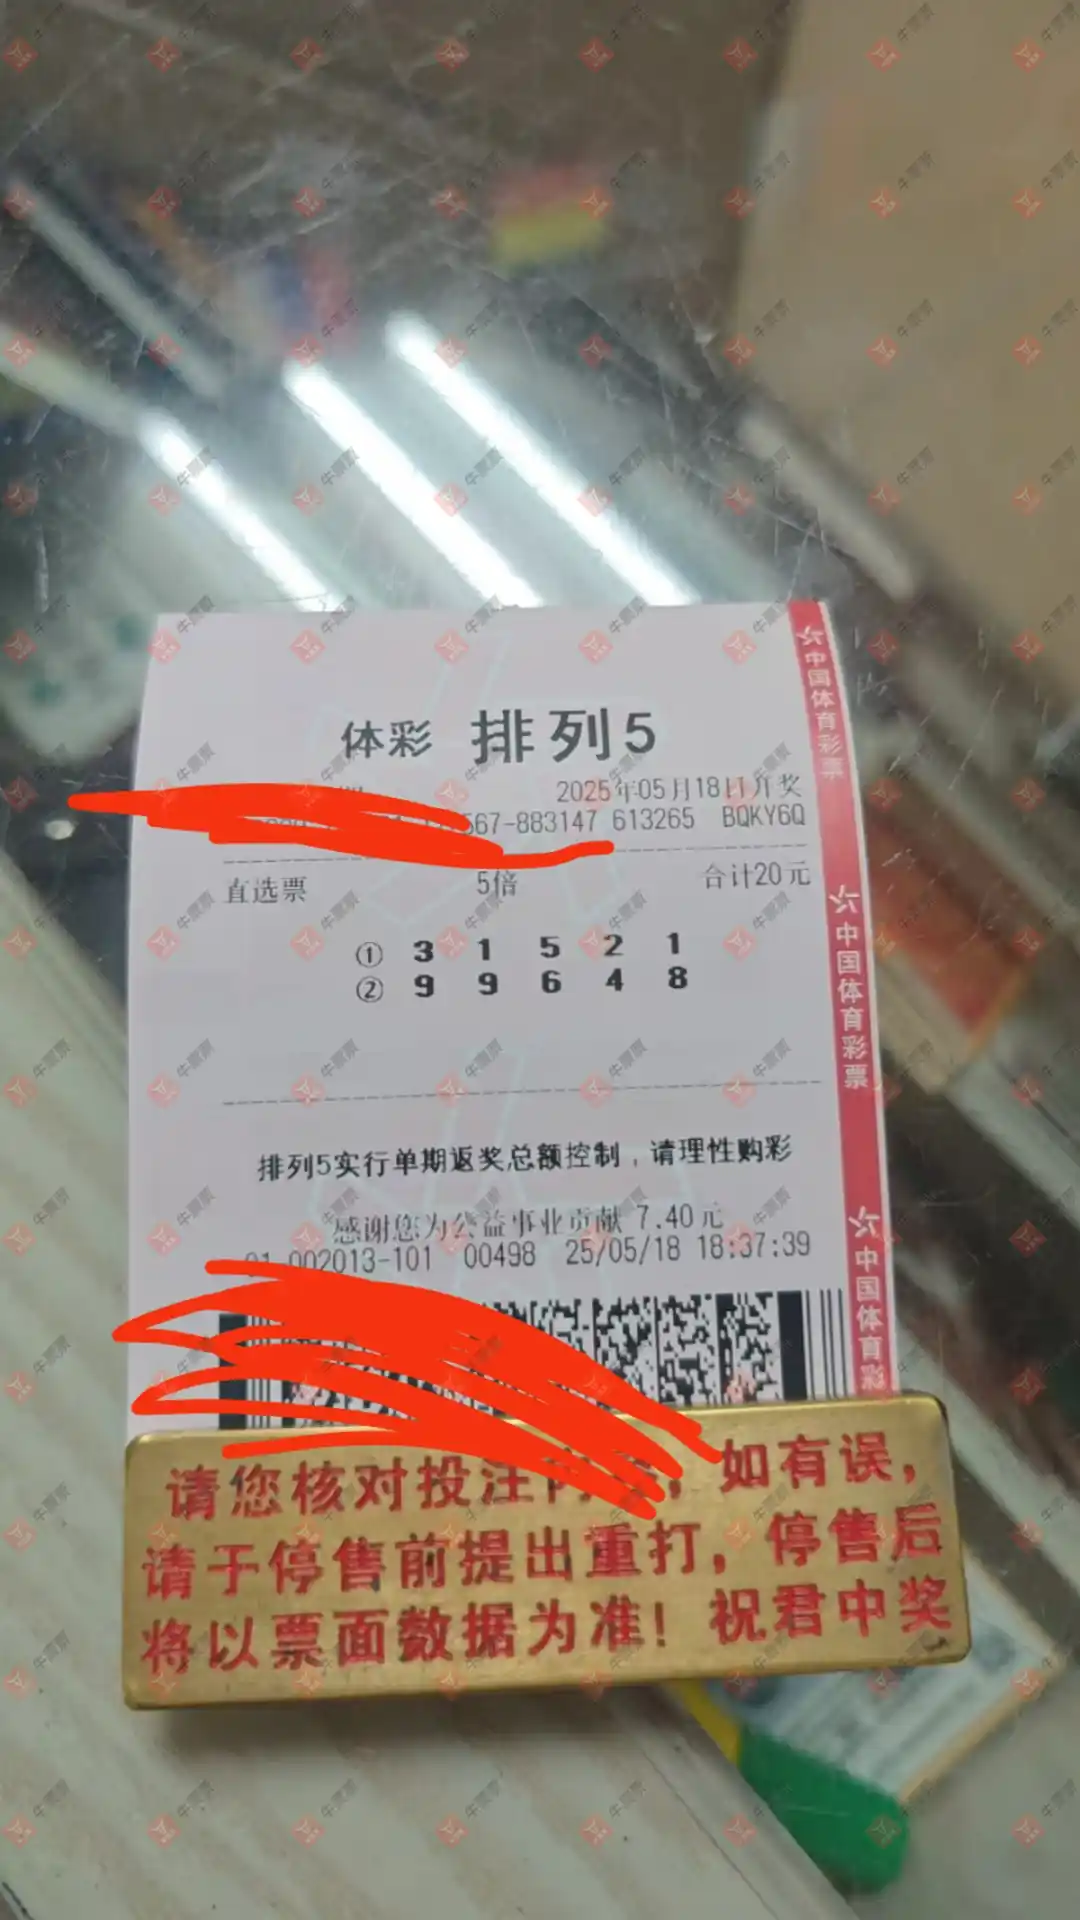 体彩 排列5
2025年05月18日开奖
567-883147 613265 BQKY6Q
直选票 5倍 合计20元
① 3 1 5 2 1
② 9 9 6 4 8
排列5实行单期返奖总额控制，请理性购彩
感谢您为公益事业贡献 7.40元
01-002013-101 00498 25/05/18 18:37:39
中国体育彩票
中国体育彩票
中国体育彩
请您核对投注，如有误，
请于停售前提出重打，停售后
将以票面数据为准！祝君中奖
牛票票